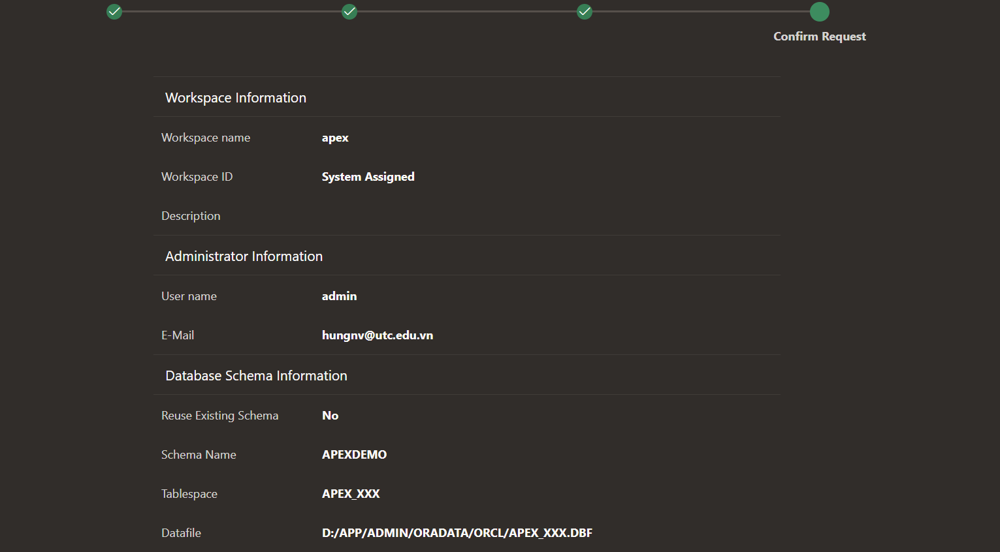 Confirm Request
Workspace Information
Workspace name apex
Workspace ID System Assigned
Description
Administrator Information
User name admin
E-Mail hungnv@utc.edu.vn
Database Schema Information
Reuse Existing Schema No
Schema Name APEXDEMO
Tablespace APEX_XXX
Datafile D:/APP/ADMIN/ORADATA/ORCL/APEX_XXX.DBF